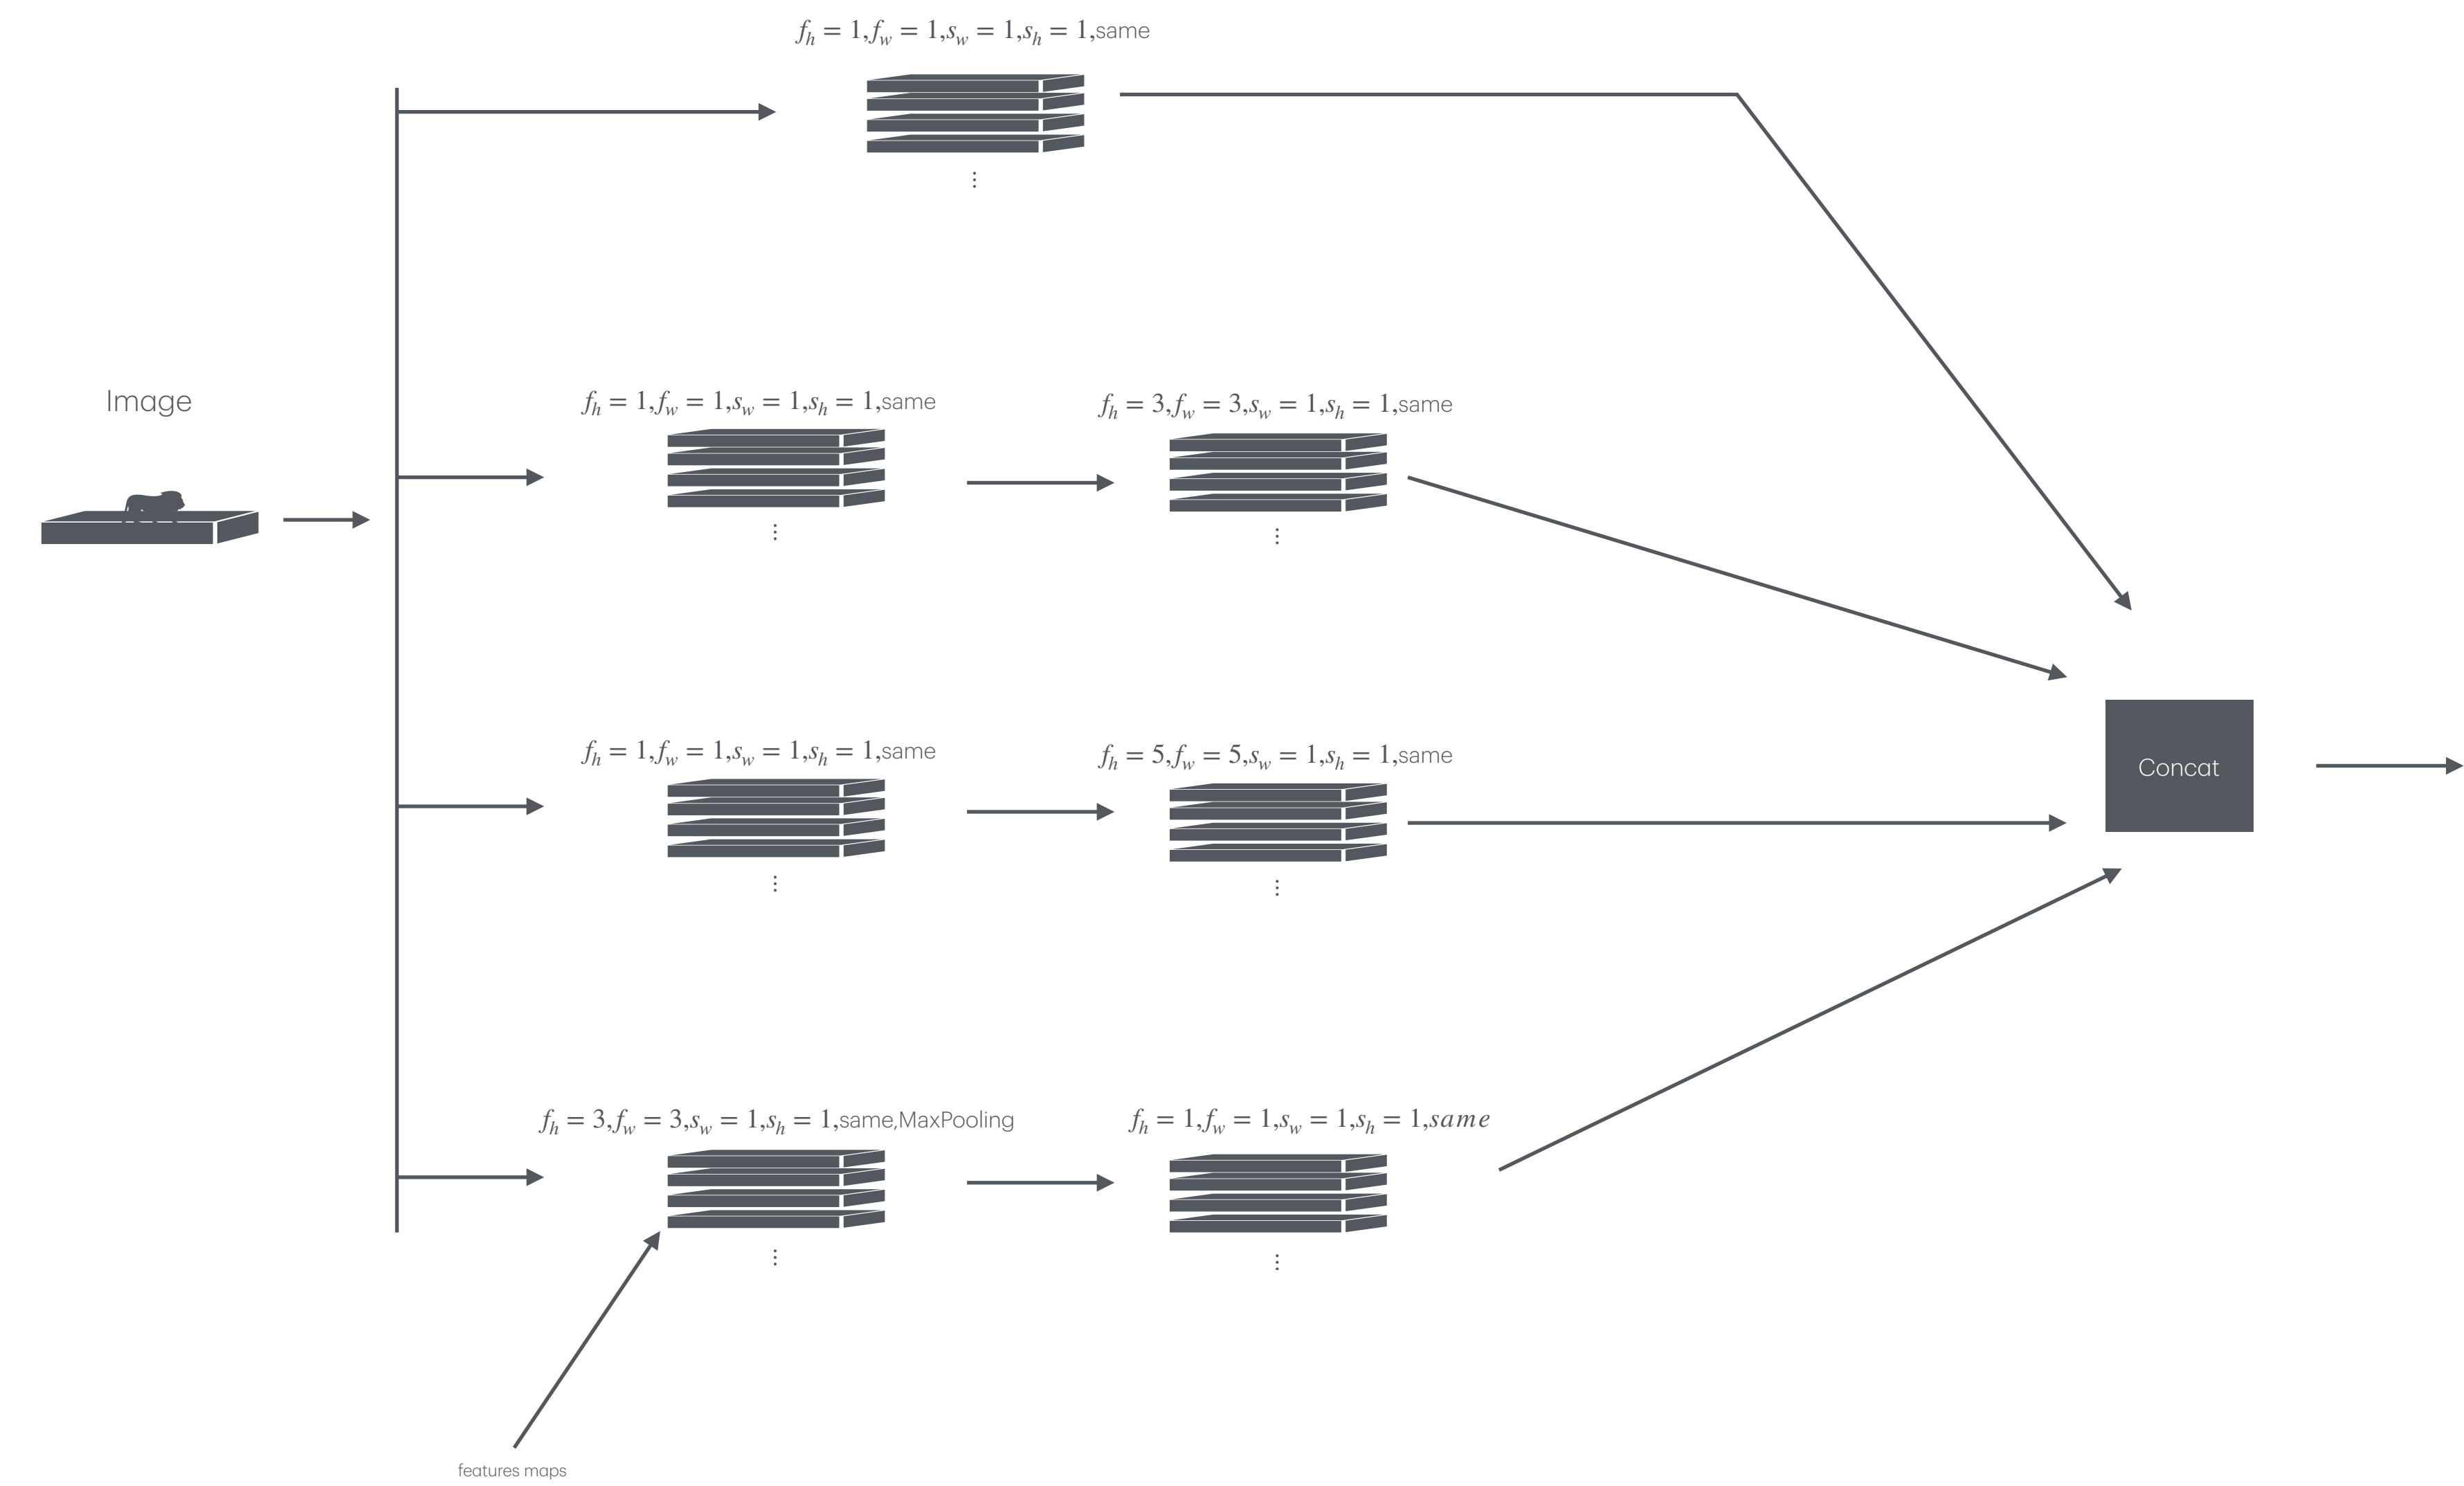 f_h = 1,f_w = 1,s_w = 1,s_h = 1,same
Image
f_h = 1,f_w = 1,s_w = 1,s_h = 1,same
f_h = 3,f_w = 3,s_w = 1,s_h = 1,same
⋮
f_h = 1,f_w = 1,s_w = 1,s_h = 1,same
f_h = 5,f_w = 5,s_w = 1,s_h = 1,same
Concat
f_h = 3,f_w = 3,s_w = 1,s_h = 1,same,MaxPooling
f_h = 1,f_w = 1,s_w = 1,s_h = 1,same
features maps